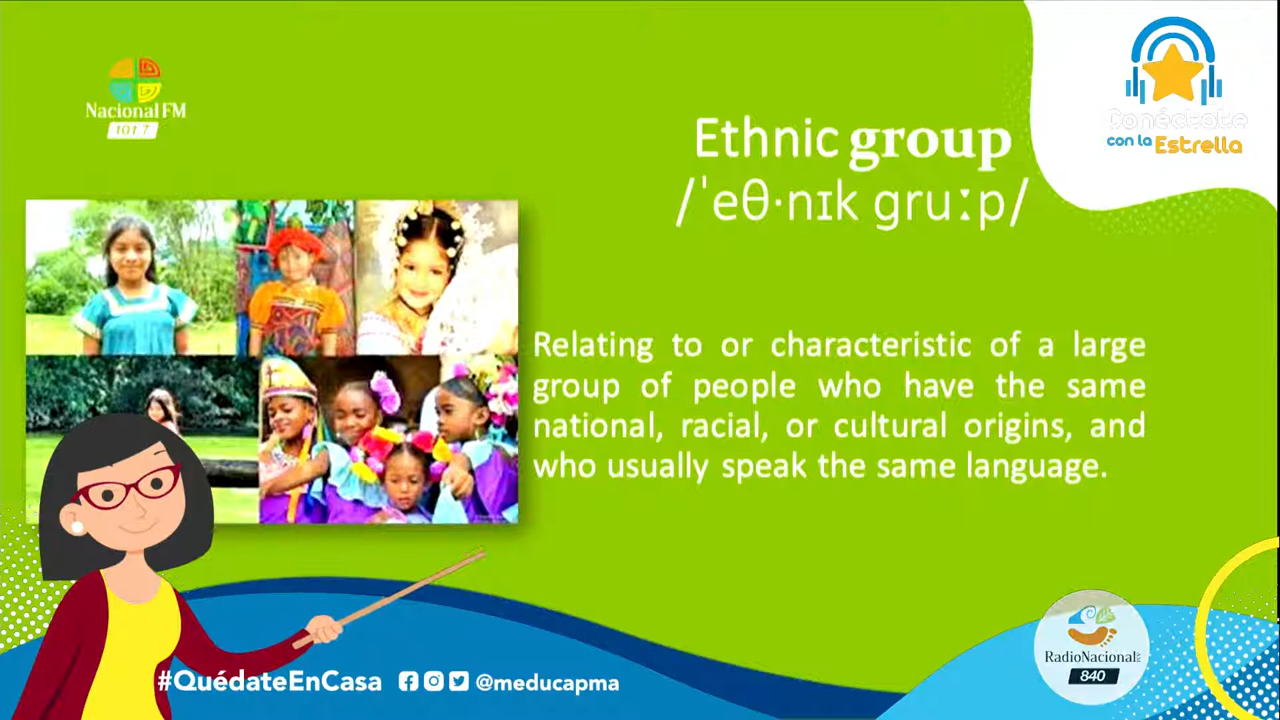 Nacional FM
101.7
Conéctate
con la Estrella
Ethnic group
/ˈeθ·nɪk gruːp/
Relating to or characteristic of a large
group of people who have the same
national, racial, or cultural origins, and
who usually speak the same language.
#QuédateEnCasa @meducapma
RadioNacional
840